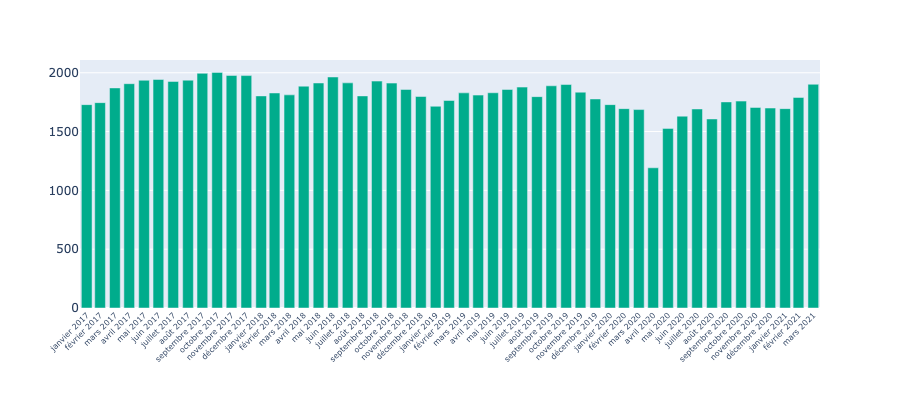 2000
1500
1000
500
0
janvier 2017
février 2017
mars 2017
avril 2017
mai 2017
juin 2017
juillet 2017
août 2017
septembre 2017
octobre 2017
novembre 2017
décembre 2017
janvier 2018
février 2018
mars 2018
avril 2018
mai 2018
juin 2018
juillet 2018
août 2018
septembre 2018
octobre 2018
novembre 2018
décembre 2018
janvier 2019
février 2019
mars 2019
avril 2019
mai 2019
juin 2019
juillet 2019
août 2019
septembre 2019
octobre 2019
novembre 2019
décembre 2019
janvier 2020
février 2020
mars 2020
avril 2020
mai 2020
juin 2020
juillet 2020
août 2020
septembre 2020
octobre 2020
novembre 2020
décembre 2020
janvier 2021
février 2021
mars 2021